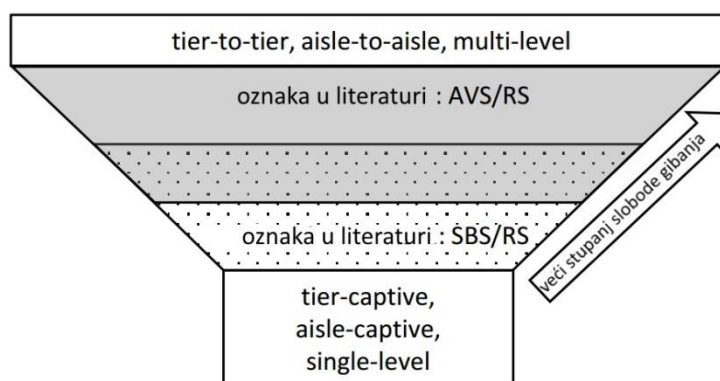 tier-to-tier, aisle-to-aisle, multi-level
oznaka u literaturi : AVS/RS
veći stupanj slobode gibanja
oznaka u literaturi : SBS/RS
tier-captive,
aisle-captive,
single-level